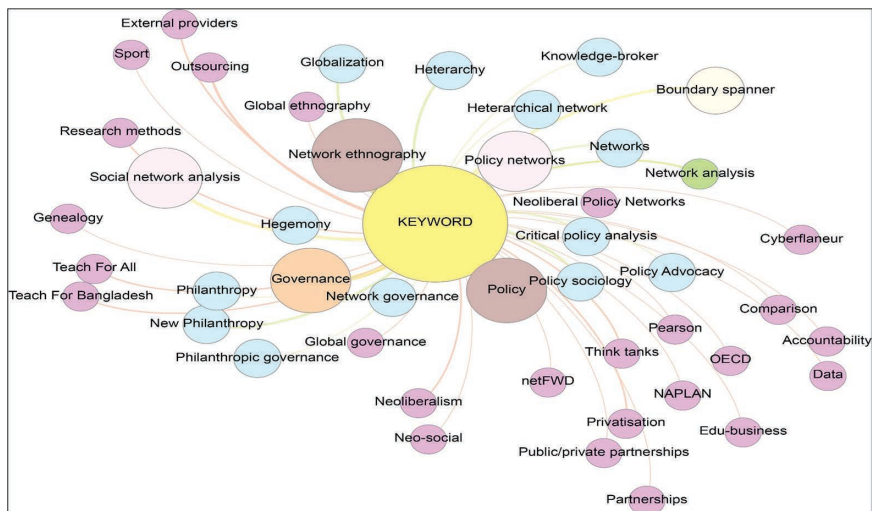 External providers
Sport
Outsourcing
Globalization
Heterarchy
Knowledge-broker
Boundary spanner
Global ethnography
Heterarchical network
Research methods
Network ethnography
Policy networks
Networks
Social network analysis
Network analysis
Neoliberal Policy Networks
Genealogy
Hegemony
KEYWORD
Critical policy analysis
Cyberflaneur
Teach For All
Governance
Policy
Policy sociology
Policy Advocacy
Teach For Bangladesh
Philanthropy
Network governance
New Philanthropy
Comparison
Philanthropic governance
Global governance
Pearson
Accountability
Think tanks
OECD
Data
netFWD
NAPLAN
Neoliberalism
Privatisation
Edu-business
Neo-social
Public/private partnerships
Partnerships